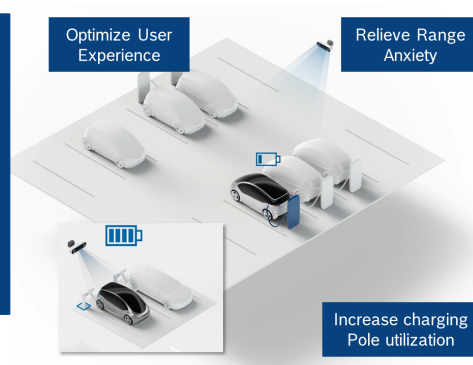 Optimize User
Experience
Relieve Range
Anxiety
Increase charging
Pole utilization